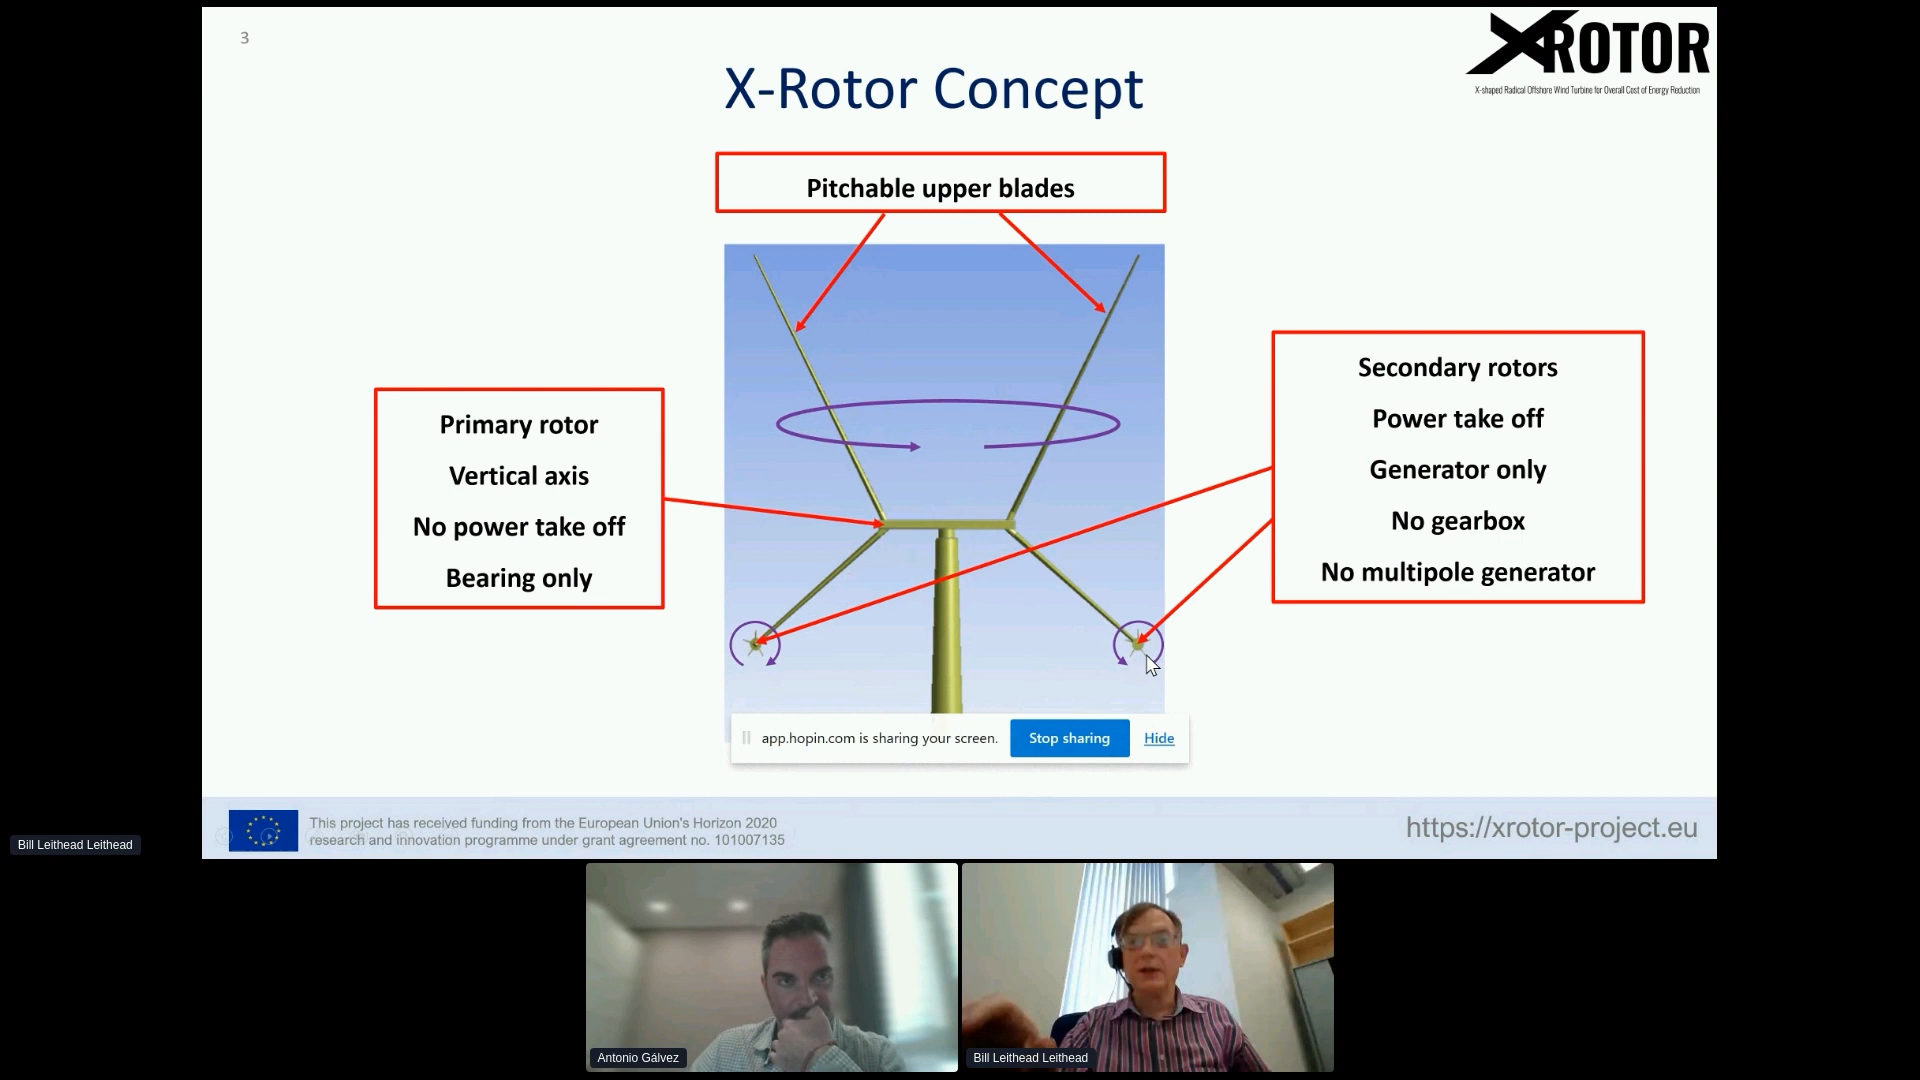 3
XROTOR
X-shaped Radical Offshore Wind Turbine for Overall Cost of Energy Reduction
X-Rotor Concept
Pitchable upper blades
Primary rotor
Vertical axis
No power take off
Bearing only
Secondary rotors
Power take off
Generator only
No gearbox
No multipole generator
app.hopin.com is sharing your screen.
Stop sharing
Hide
This project has received funding from the European Union's Horizon 2020
research and innovation programme under grant agreement no. 101007135
https://xrotor-project.eu
Bill Leithead Leithead
Antonio Gálvez
Bill Leithead Leithead